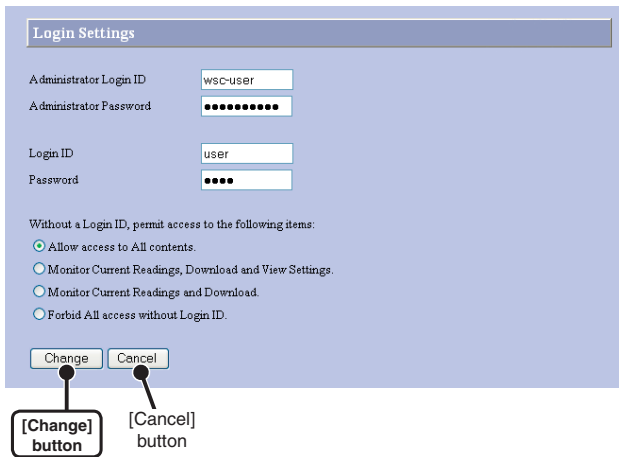 Login Settings
Administrator Login ID wsc-user
Administrator Password ●●●●●●●●●●
Login ID user
Password ●●●●
Without a Login ID, permit access to the following items:
Allow access to All contents.
Monitor Current Readings, Download and View Settings.
Monitor Current Readings and Download.
Forbid All access without Login ID.
Change Cancel
[Change] button
[Cancel] button